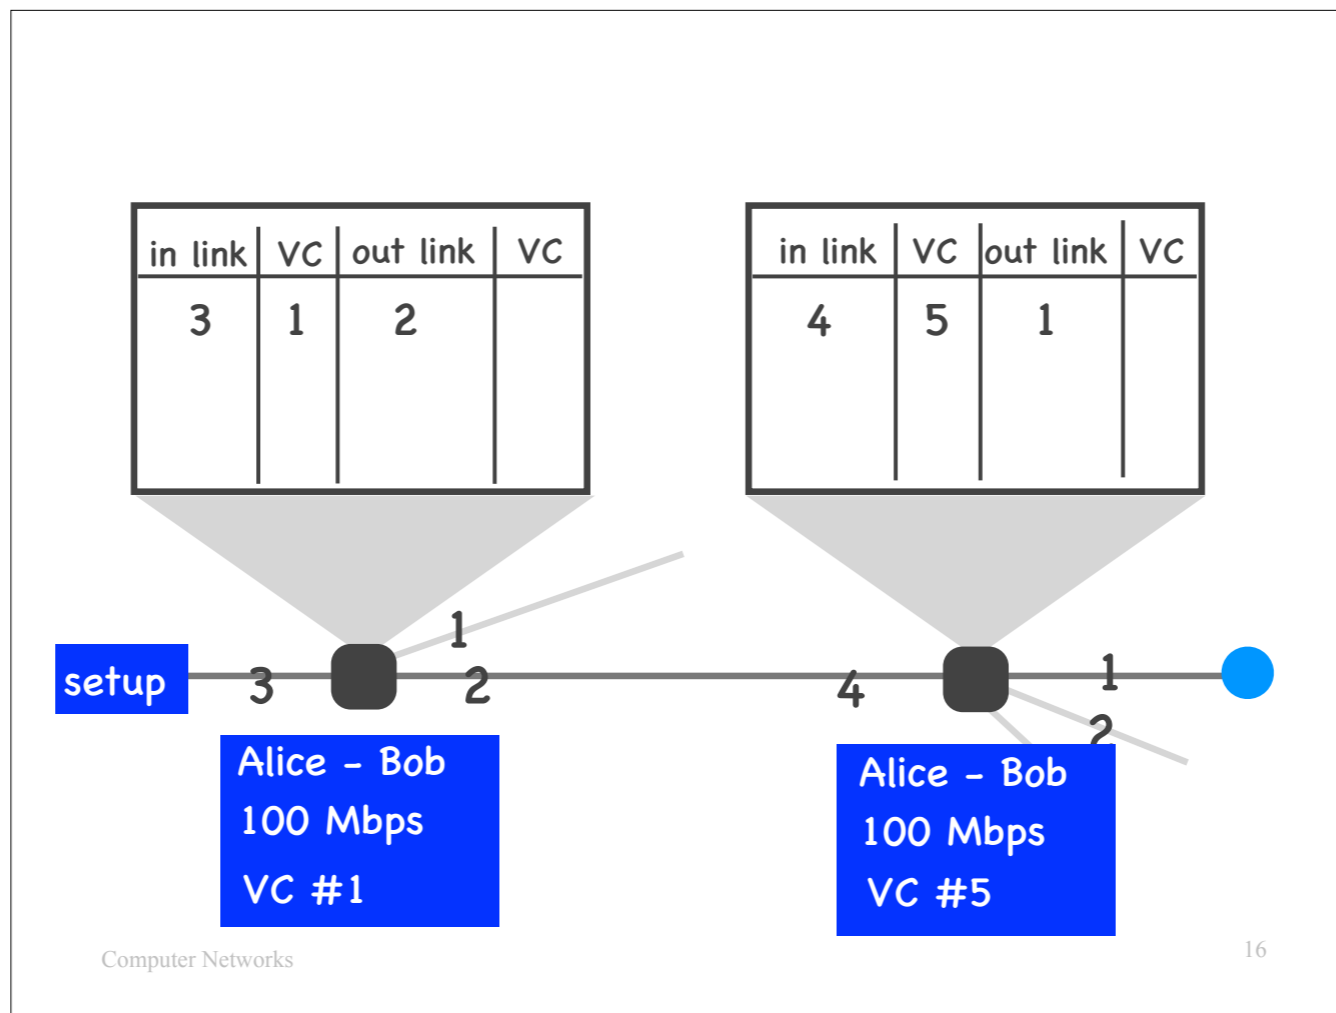 in link VC out link VC
3 1 2
in link VC out link VC
4 5 1
setup
3
1
2
4
1
2
Alice - Bob
100 Mbps
VC #1
Alice - Bob
100 Mbps
VC #5
Computer Networks
16